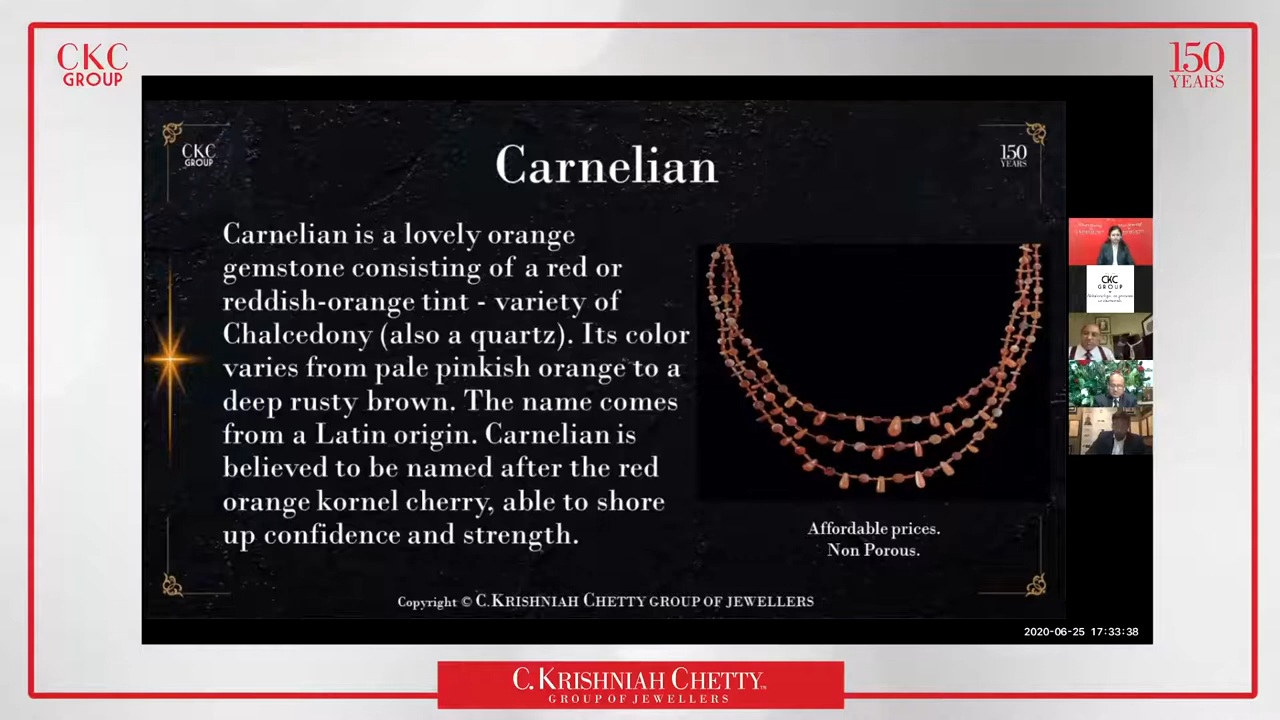 CKC
GROUP
150
YEARS
CKC
GROUP
Carnelian
150
YEARS
Carnelian is a lovely orange
gemstone consisting of a red or
reddish-orange tint - variety of
Chalcedony (also a quartz). Its color
varies from pale pinkish orange to a
deep rusty brown. The name comes
from a Latin origin. Carnelian is
believed to be named after the red
orange kornel cherry, able to shore
up confidence and strength.
Affordable prices.
Non Porous.
Copyright © C.KRISHNIAH CHETTY GROUP OF JEWELLERS
CKC
GROUP
2020-06-25 17:33:38
C.KRISHNIAH CHETTY™
GROUP OF JEWELLERS